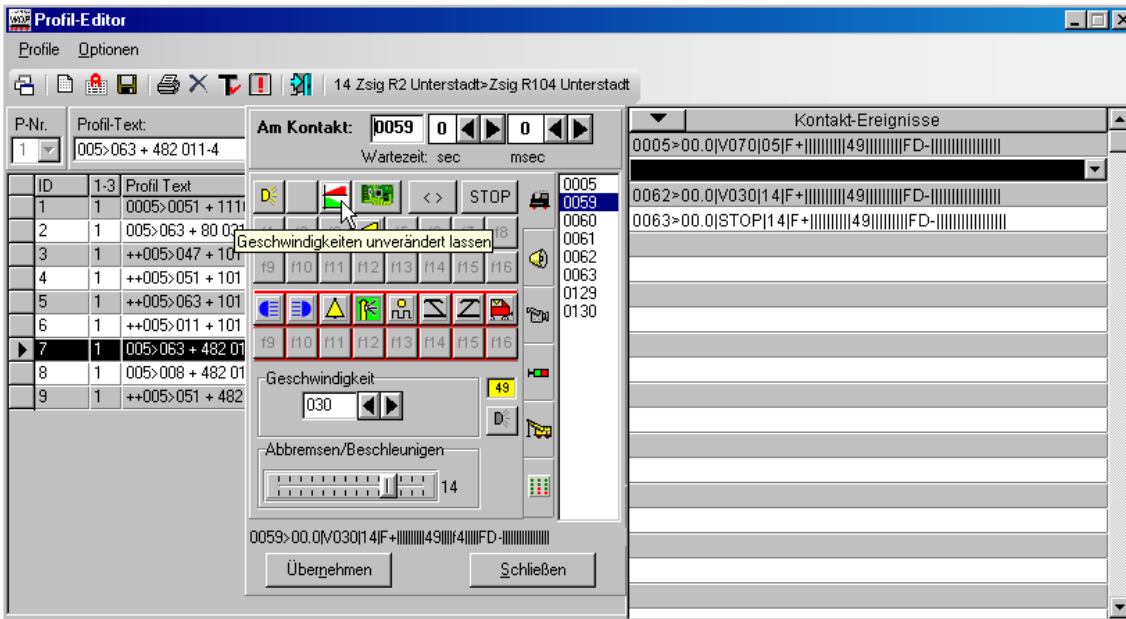 Profil-Editor
Profile Optionen
14 Zsig R2 Unterstadt>Zsig R104 Unterstadt
P-Nr. Profil-Text:
1 005>063 + 482 011-4
ID 1-3 Profil Text
1 1 0005>0051 + 111
2 1 005>063 + 80 0
3 1 ++005>047 + 101
4 1 ++005>051 + 101
5 1 ++005>063 + 101
6 1 ++005>011 + 101
7 1 005>063 + 482 01
8 1 005>008 + 482 01
9 1 ++005>051 + 482
Am Kontakt: 0059 0 0
Wartezeit: sec msec
D < > STOP
Geschwindigkeiten unverändert lassen
f8
f9 f10 f11 f12 f13 f14 f15 f16
f9 f10 f11 f12 f13 f14 f15 f16
Geschwindigkeit
030
49
D
Abbremsen/Beschleunigen
14
0005
0059
0060
0061
0062
0063
0129
0130
0059>00.0|V030|14|F+|||||||||49|||||f4|||||FD-||||||||||||||||
Übernehmen Schließen
Kontakt-Ereignisse
0005>00.0|V070|05|F+|||||||||49|||||||||FD-||||||||||||||||
0062>00.0|V030|14|F+|||||||||49|||||||||FD-||||||||||||||||
0063>00.0|STOP|14|F+|||||||||49|||||||||FD-||||||||||||||||